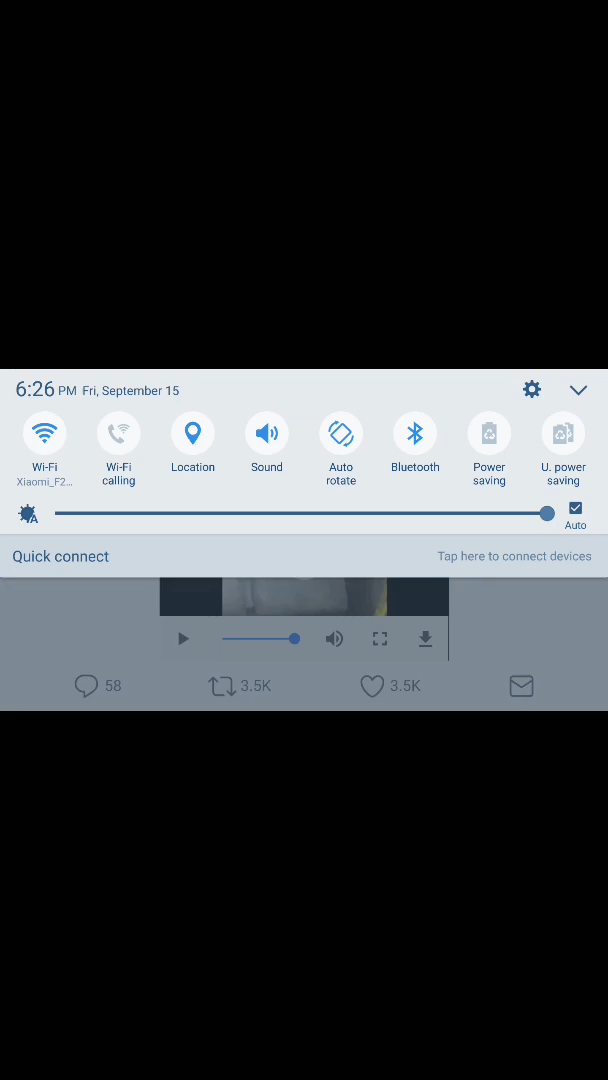 6:26 PM Fri, September 15
Wi-Fi Wi-Fi Location Sound Auto Bluetooth Power U. power
Xiaomi_F2... calling rotate saving saving
Auto
Quick connect Tap here to connect devices
58 3.5K 3.5K